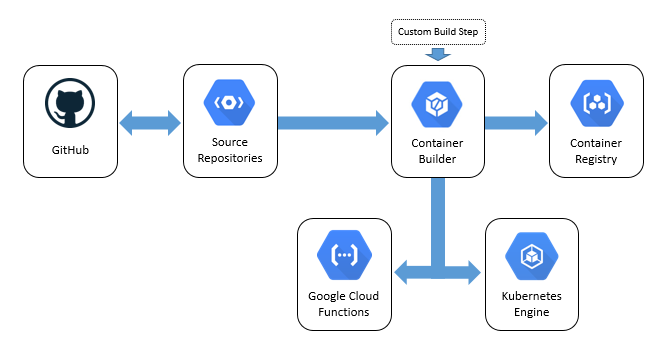 Custom Build Step
GitHub
Source
Repositories
Container
Builder
Container
Registry
Google Cloud
Functions
Kubernetes
Engine